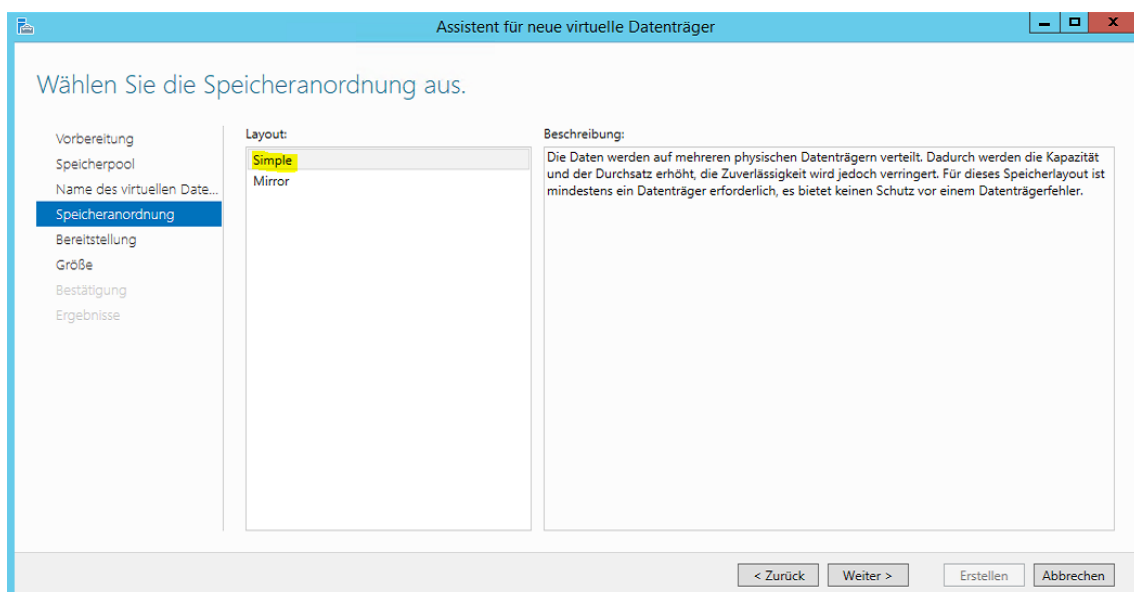 Assistent für neue virtuelle Datenträger
Wählen Sie die Speicheranordnung aus.
Vorbereitung
Speicherpool
Name des virtuellen Date...
Speicheranordnung
Bereitstellung
Größe
Bestätigung
Ergebnisse
Layout:
Simple
Mirror
Beschreibung:
Die Daten werden auf mehreren physischen Datenträgern verteilt. Dadurch werden die Kapazität
und der Durchsatz erhöht, die Zuverlässigkeit wird jedoch verringert. Für dieses Speicherlayout ist
mindestens ein Datenträger erforderlich, es bietet keinen Schutz vor einem Datenträgerfehler.
< Zurück Weiter > Erstellen Abbrechen